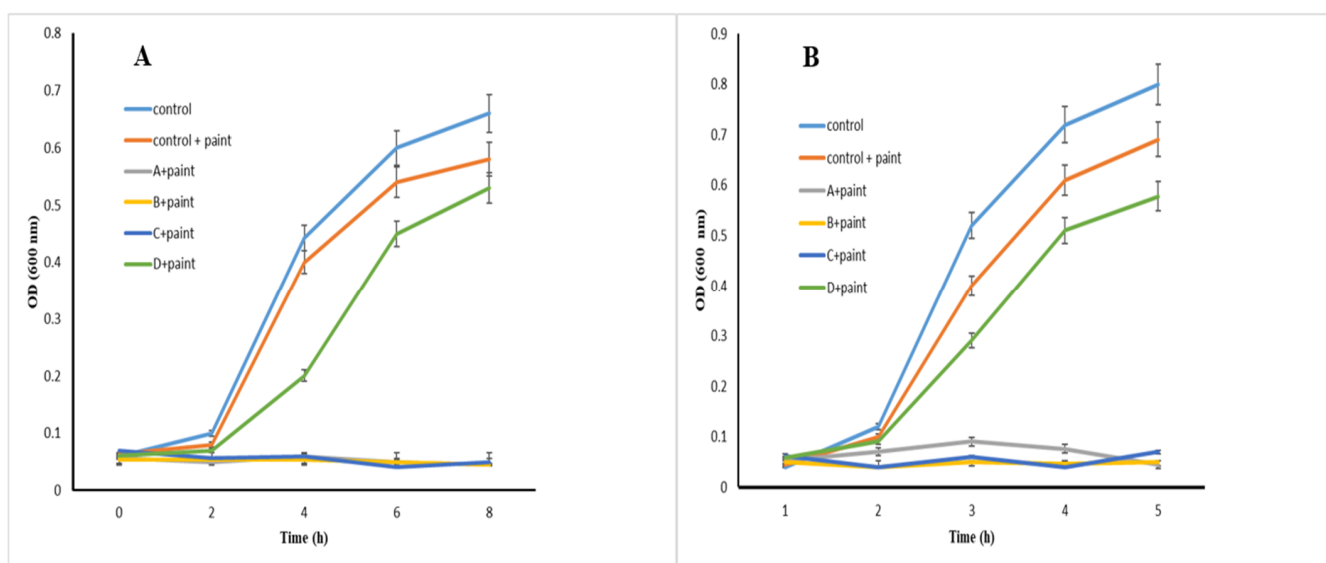 A
0.8
0.7
0.6
0.5
0.4
0.3
0.2
0.1
0
OD (600 nm)
control
control + paint
A+paint
B+paint
C+paint
D+paint
0 2 4 6 8
Time (h)
B
0.9
0.8
0.7
0.6
0.5
0.4
0.3
0.2
0.1
0
OD (600 nm)
control
control + paint
A+paint
B+paint
C+paint
D+paint
1 2 3 4 5
Time (h)